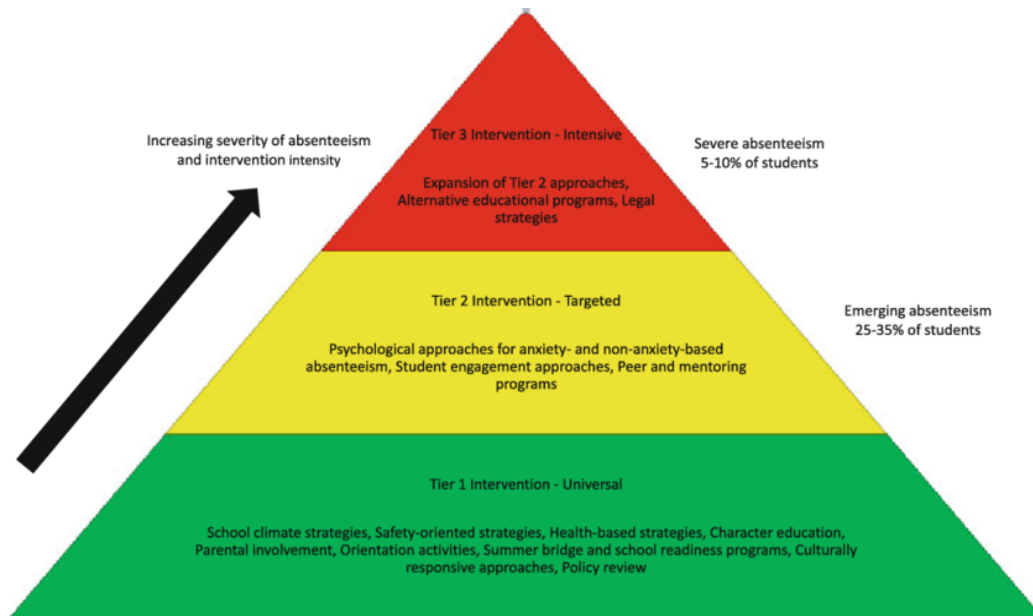 Tier 3 Intervention - Intensive
Increasing severity of absenteeism
and intervention intensity
Severe absenteeism
5-10% of students
Expansion of Tier 2 approaches,
Alternative educational programs, Legal
strategies
Tier 2 Intervention - Targeted
Emerging absenteeism
25-35% of students
Psychological approaches for anxiety- and non-anxiety-based
absenteeism, Student engagement approaches, Peer and mentoring
programs
Tier 1 Intervention - Universal
School climate strategies, Safety-oriented strategies, Health-based strategies, Character education,
Parental involvement, Orientation activities, Summer bridge and school readiness programs, Culturally
responsive approaches, Policy review